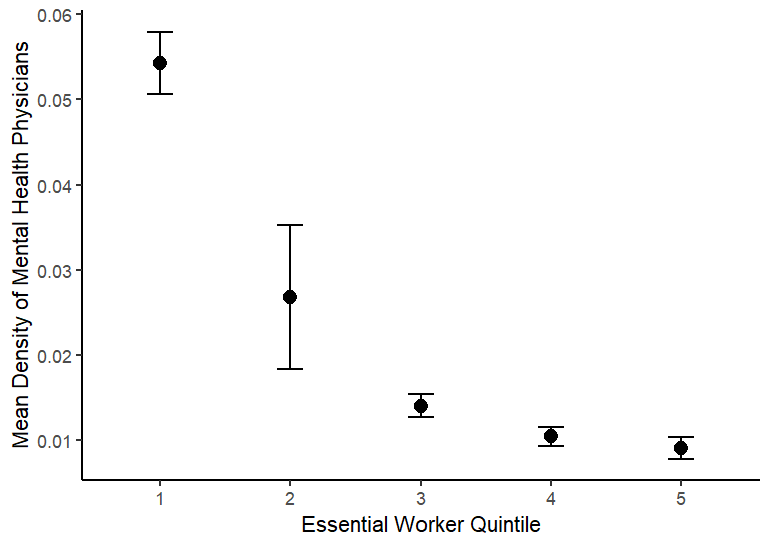 Mean Density of Mental Health Physicians
0.06
0.05
0.04
0.03
0.02
0.01
1 2 3 4 5
Essential Worker Quintile